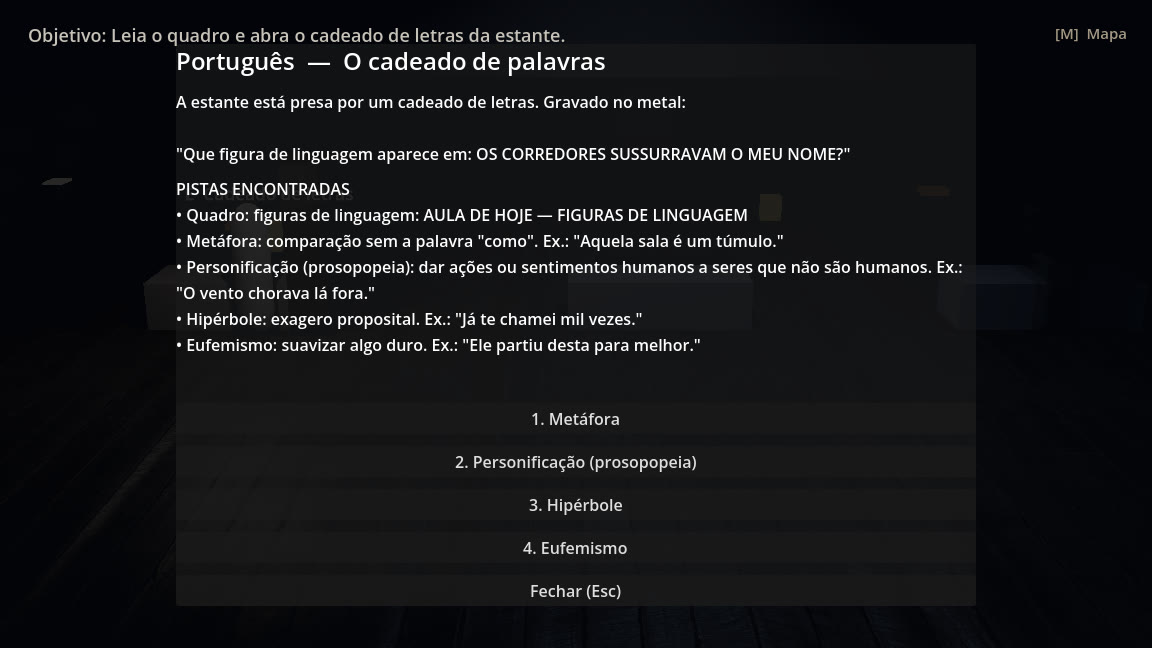 Objetivo: Leia o quadro e abra o cadeado de letras da estante.
[M] Mapa
Português — O cadeado de palavras
A estante está presa por um cadeado de letras. Gravado no metal:
"Que figura de linguagem aparece em: OS CORREDORES SUSSURRAVAM O MEU NOME?"
PISTAS ENCONTRADAS
• Quadro: figuras de linguagem: AULA DE HOJE — FIGURAS DE LINGUAGEM
• Metáfora: comparação sem a palavra "como". Ex.: "Aquela sala é um túmulo."
• Personificação (prosopopeia): dar ações ou sentimentos humanos a seres que não são humanos. Ex.:
"O vento chorava lá fora."
• Hipérbole: exagero proposital. Ex.: "Já te chamei mil vezes."
• Eufemismo: suavizar algo duro. Ex.: "Ele partiu desta para melhor."
1. Metáfora
2. Personificação (prosopopeia)
3. Hipérbole
4. Eufemismo
Fechar (Esc)